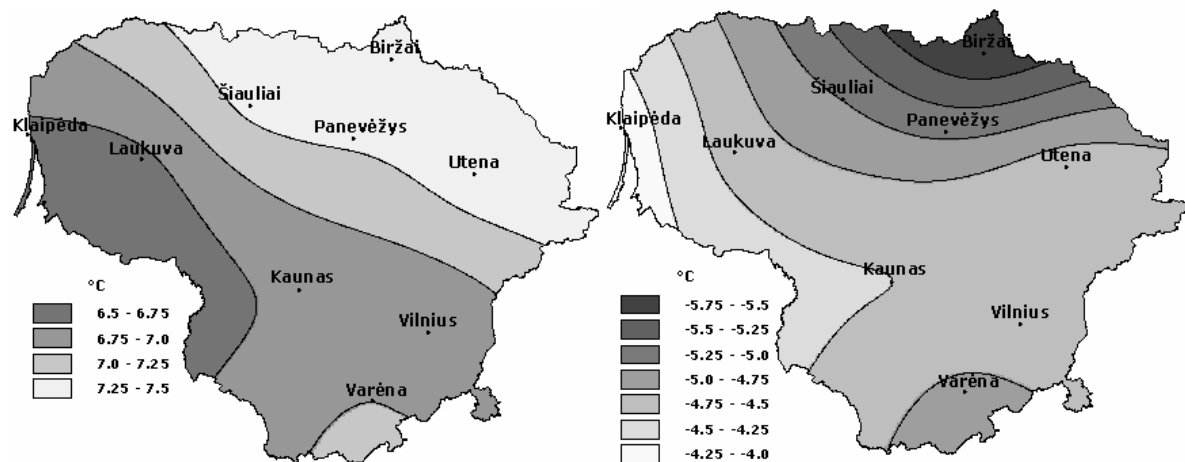 Biržai
Šiauliai
Klaipėda
Panevėžys
Laukuva
Utena
Kaunas
Vilnius
Varėna
°C
6.5 - 6.75
6.75 - 7.0
7.0 - 7.25
7.25 - 7.5
Biržai
Šiauliai
Klaipėda
Panevėžys
Laukuva
Utena
Kaunas
Vilnius
Varėna
°C
-5.75 - -5.5
-5.5 - -5.25
-5.25 - -5.0
-5.0 - -4.75
-4.75 - -4.5
-4.5 - -4.25
-4.25 - -4.0